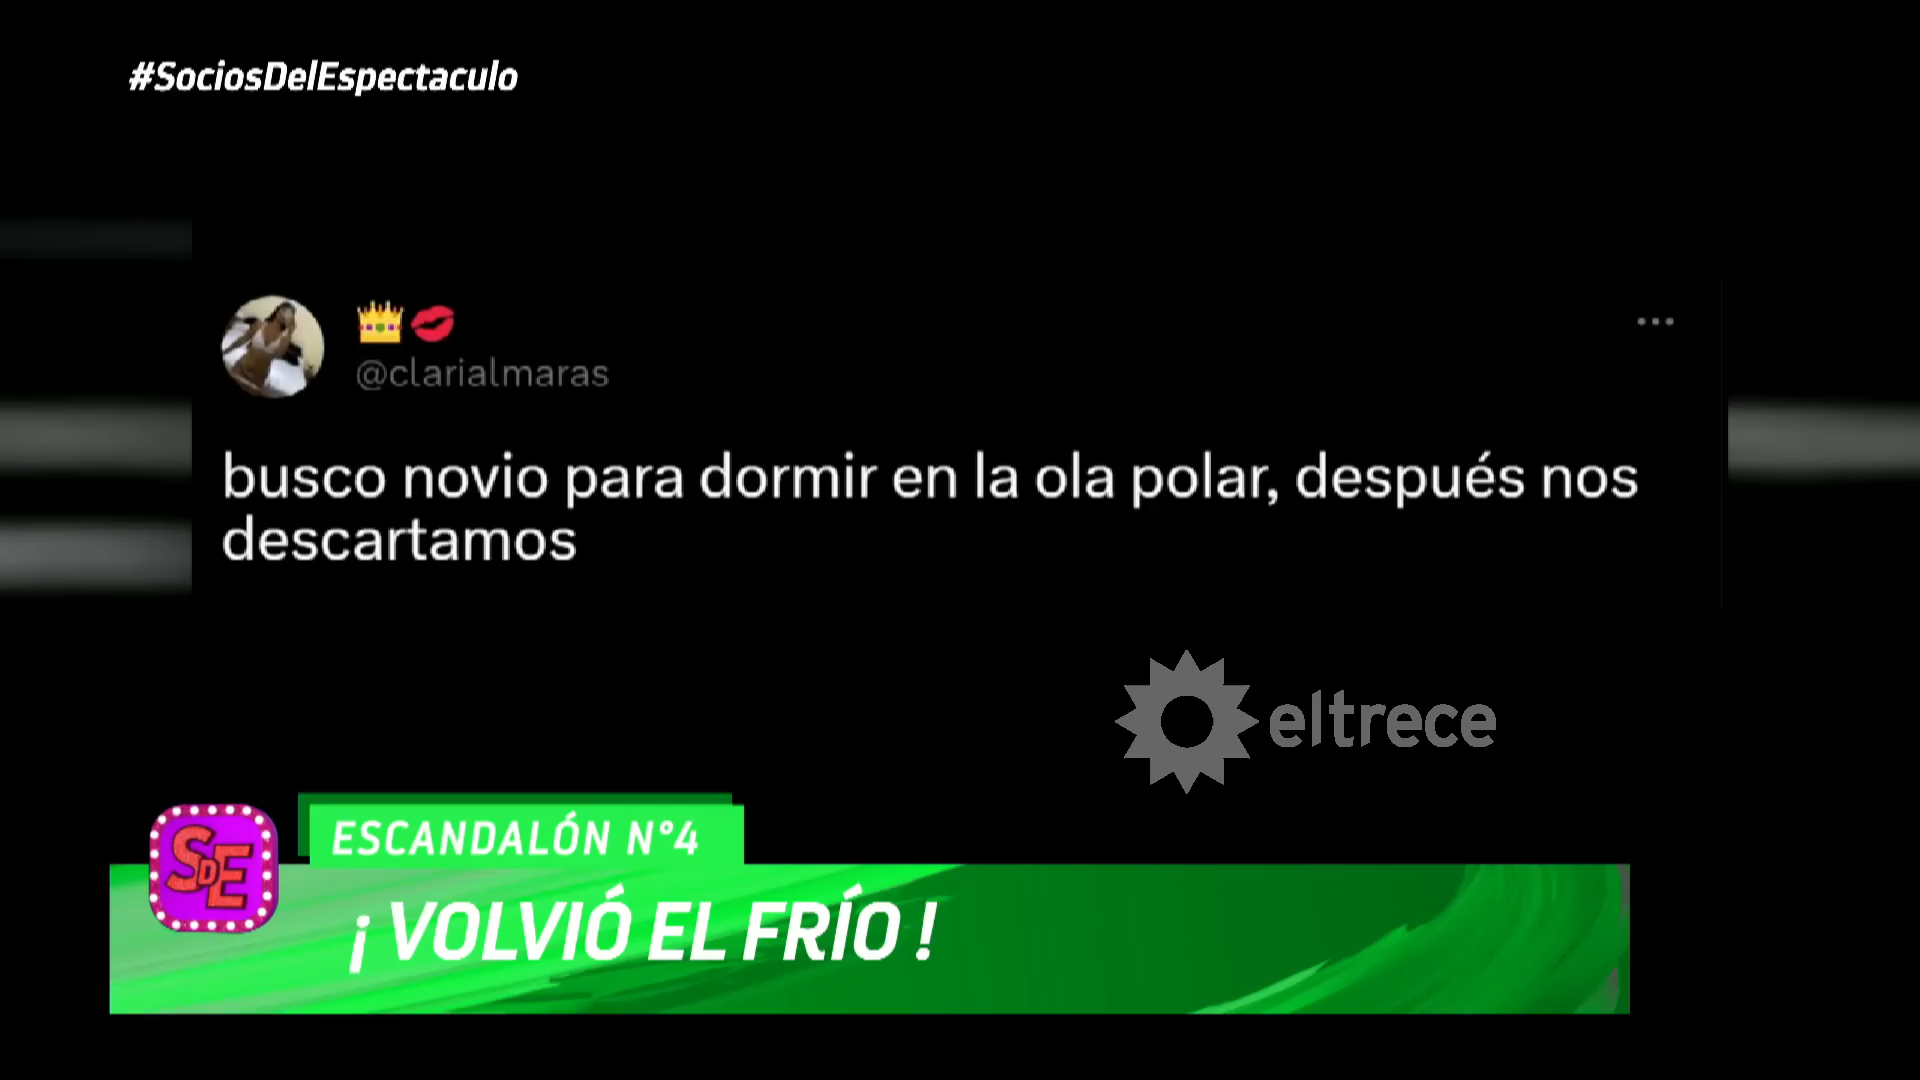 #SociosDelEspectaculo
👑💋
@clarialmaras
busco novio para dormir en la ola polar, después nos
descartamos
eltrece
SDE
ESCANDALÓN N°4
¡VOLVIÓ EL FRÍO!